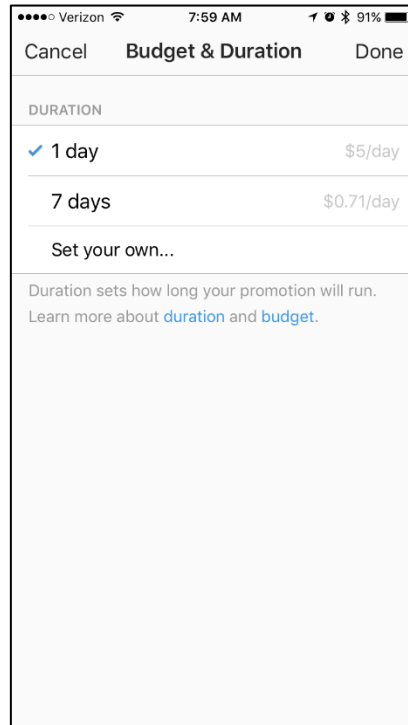 Verizon 7:59 AM 91%
Cancel Budget & Duration Done
DURATION
1 day $5/day
7 days $0.71/day
Set your own...
Duration sets how long your promotion will run.
Learn more about duration and budget.